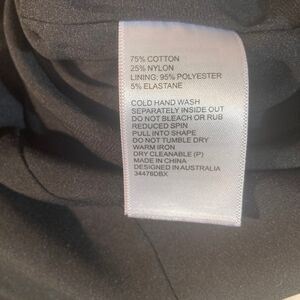 75% COTTON
25% NYLON
LINING: 95% POLYESTER
5% ELASTANE
COLD HAND WASH
SEPARATELY INSIDE OUT
DO NOT BLEACH OR RUB
REDUCED SPIN
PULL INTO SHAPE
DO NOT TUMBLE DRY
WARM IRON
DRY CLEANABLE (P)
MADE IN CHINA
DESIGNED IN AUSTRALIA
34476DBX